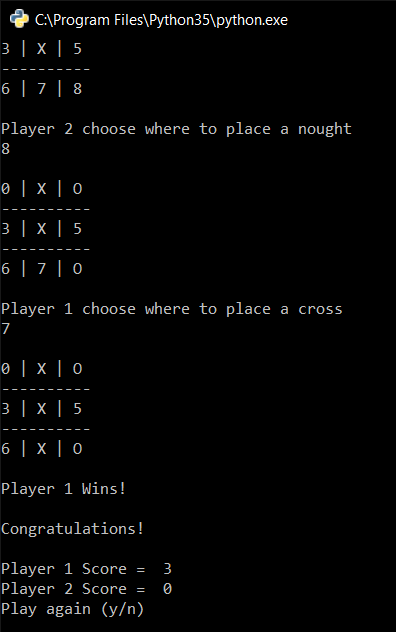 C:\Program Files\Python35\python.exe
3 | X | 5
----------
6 | 7 | 8
Player 2 choose where to place a nought
8
0 | X | O
----------
3 | X | 5
----------
6 | 7 | O
Player 1 choose where to place a cross
7
0 | X | O
----------
3 | X | 5
----------
6 | X | O
Player 1 Wins!
Congratulations!
Player 1 Score =  3
Player 2 Score =  0
Play again (y/n)